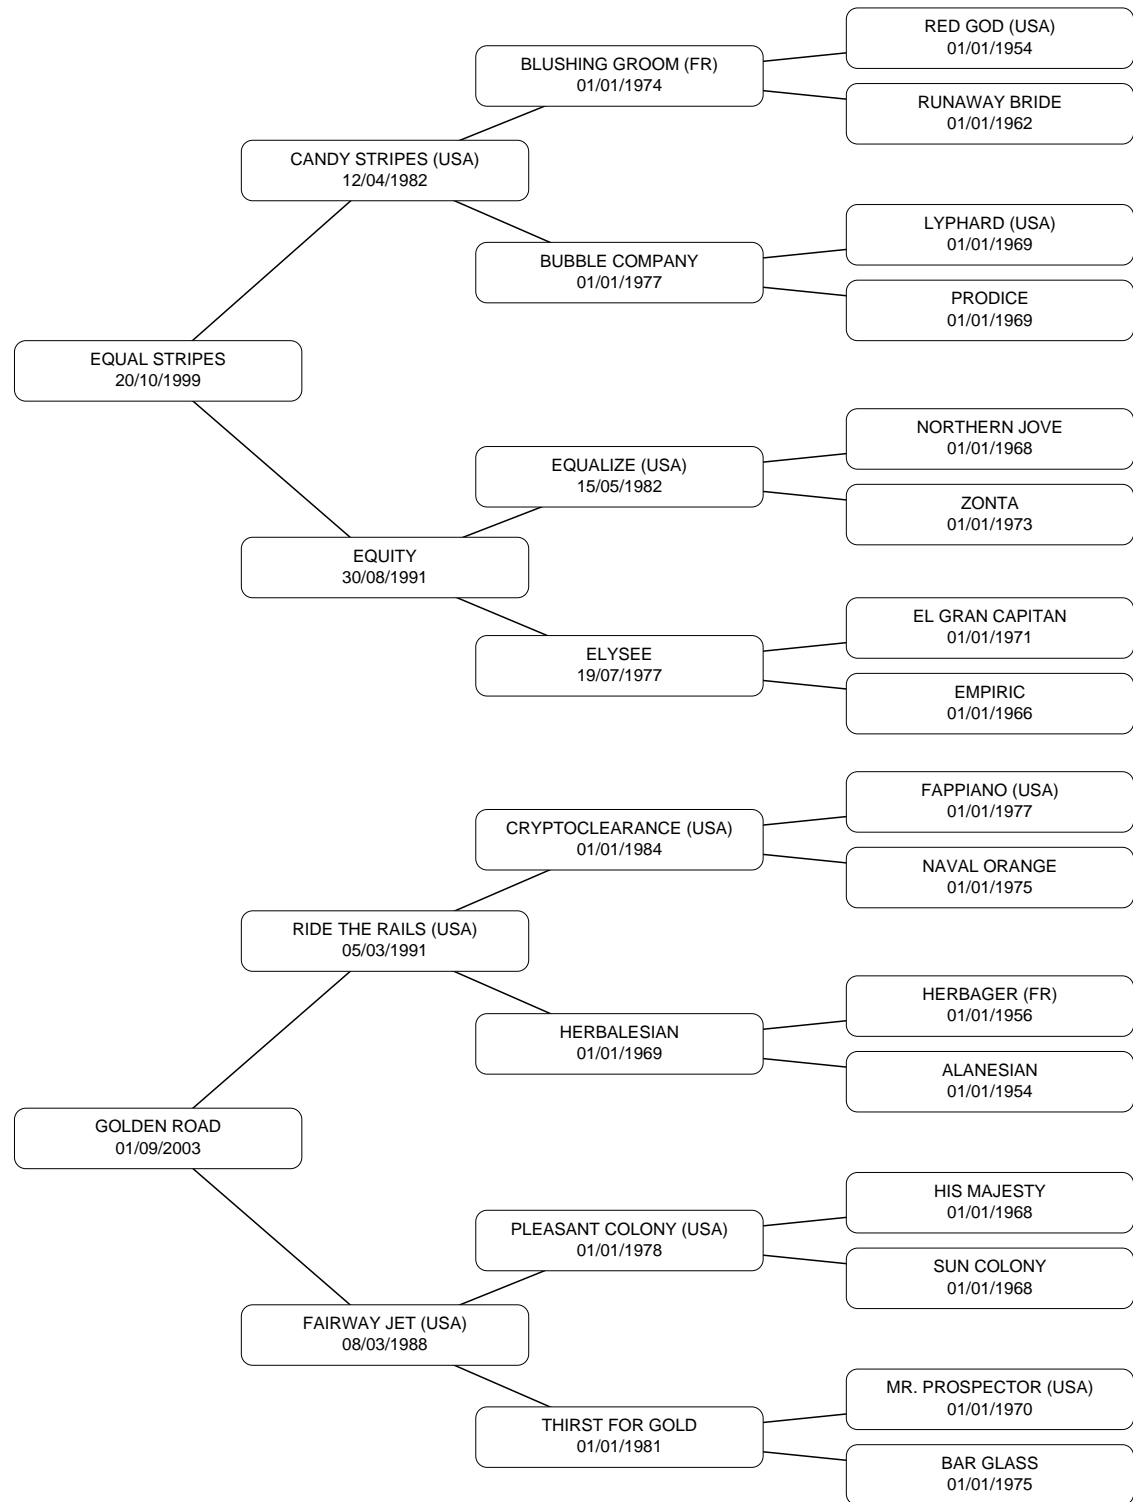 RED GOD (USA)
01/01/1954
BLUSHING GROOM (FR)
01/01/1974
RUNAWAY BRIDE
01/01/1962
CANDY STRIPES (USA)
12/04/1982
LYPHARD (USA)
01/01/1969
BUBBLE COMPANY
01/01/1977
PRODICE
01/01/1969
EQUAL STRIPES
20/10/1999
NORTHERN JOVE
01/01/1968
EQUALIZE (USA)
15/05/1982
ZONTA
01/01/1973
EQUITY
30/08/1991
EL GRAN CAPITAN
01/01/1971
ELYSEE
19/07/1977
EMPIRIC
01/01/1966
FAPPIANO (USA)
01/01/1977
CRYPTOCLEARANCE (USA)
01/01/1984
NAVAL ORANGE
01/01/1975
RIDE THE RAILS (USA)
05/03/1991
HERBAGER (FR)
01/01/1956
HERBALESIAN
01/01/1969
ALANESIAN
01/01/1954
GOLDEN ROAD
01/09/2003
HIS MAJESTY
01/01/1968
PLEASANT COLONY (USA)
01/01/1978
SUN COLONY
01/01/1968
FAIRWAY JET (USA)
08/03/1988
MR. PROSPECTOR (USA)
01/01/1970
THIRST FOR GOLD
01/01/1981
BAR GLASS
01/01/1975